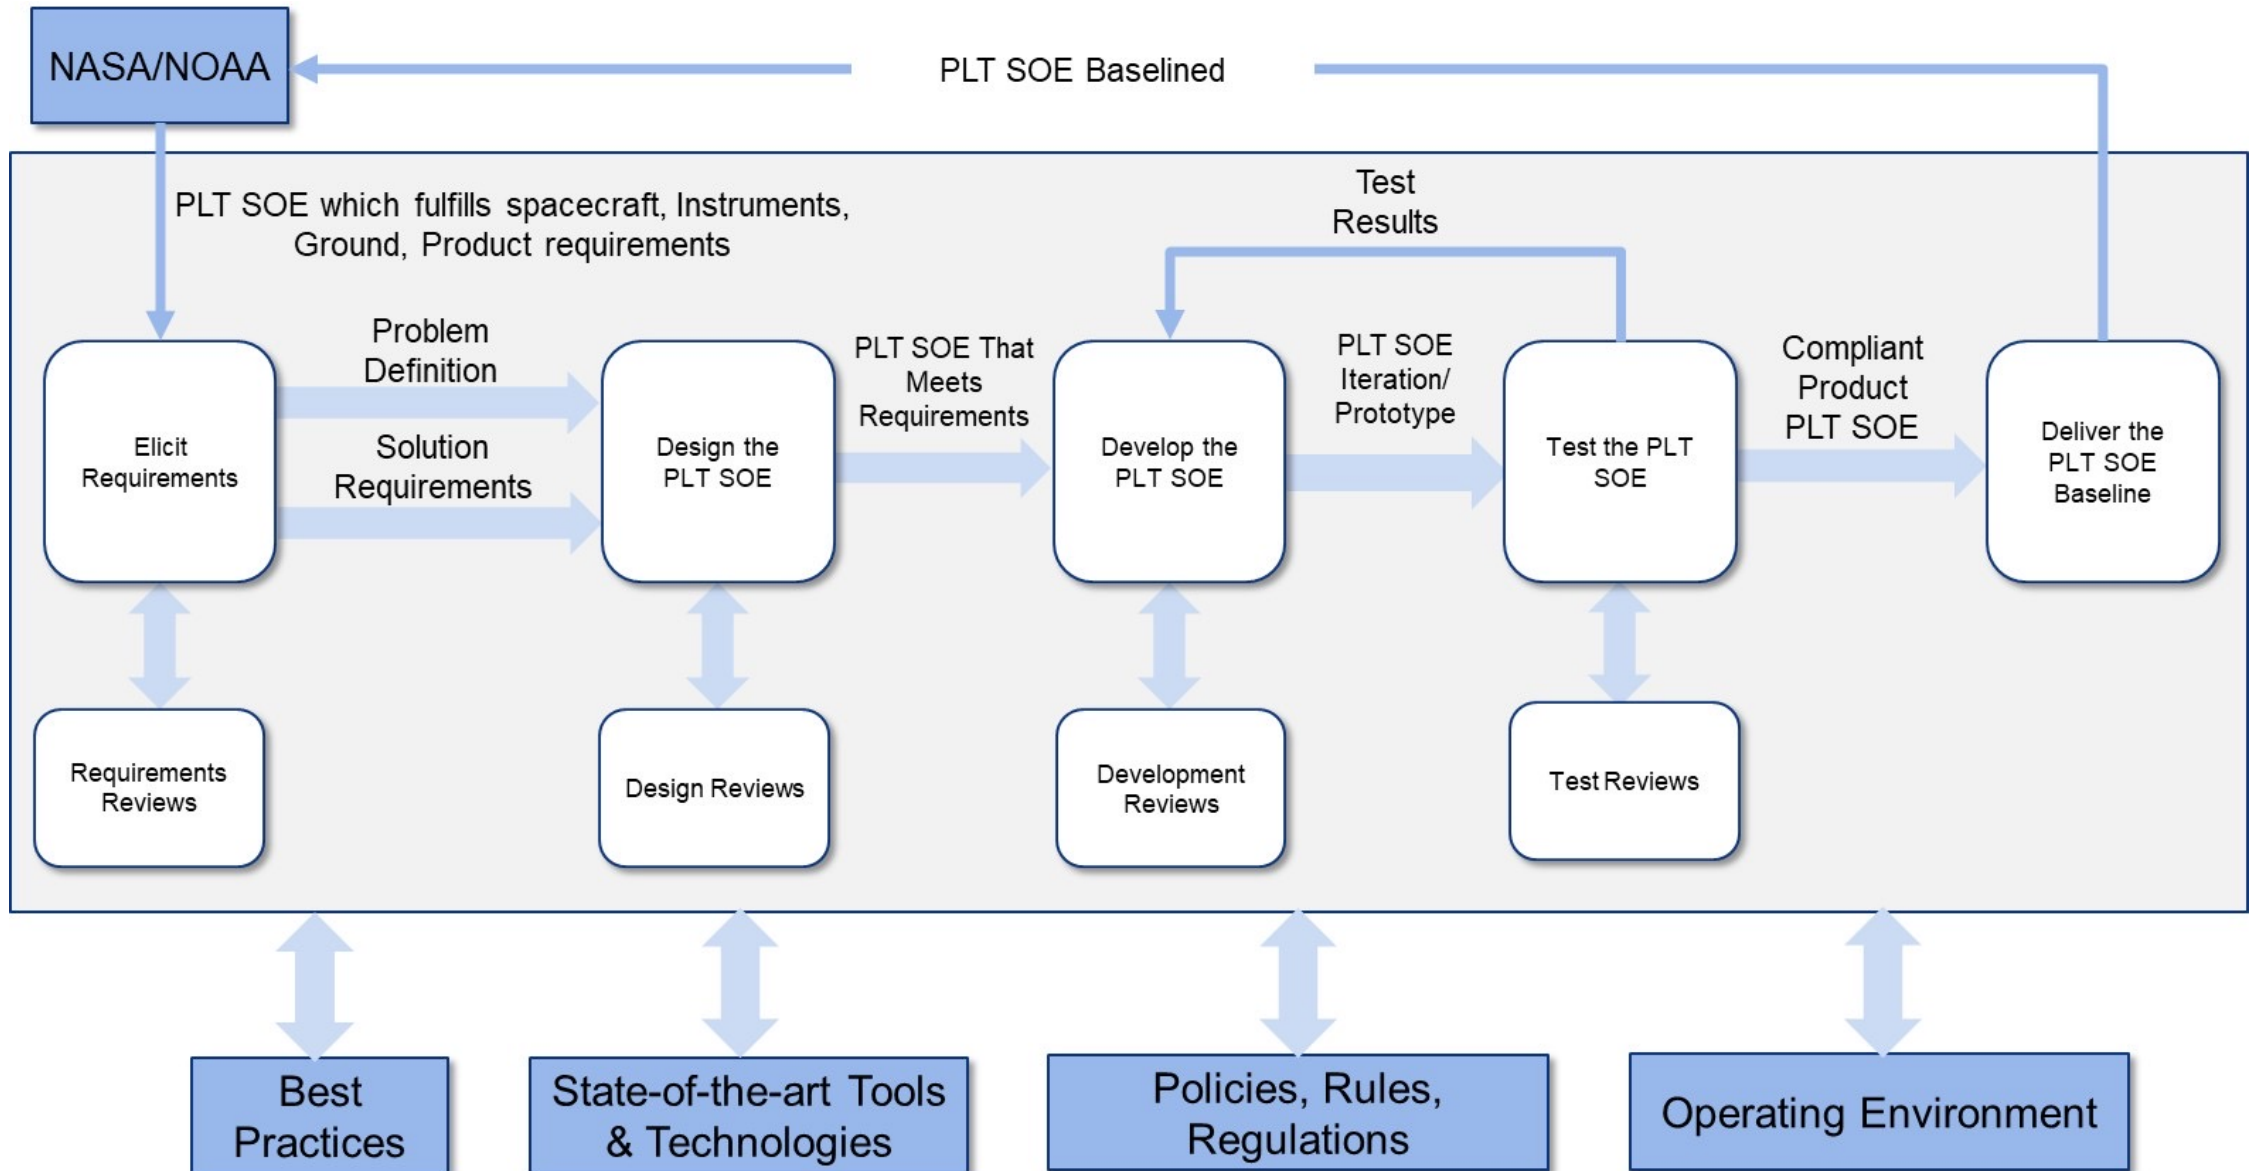 NASA/NOAA
PLT SOE Baselined
PLT SOE which fulfills spacecraft, Instruments,
Ground, Product requirements
Test
Results
Problem
Definition
Solution
Requirements
PLT SOE That
Meets
Requirements
PLT SOE
Iteration/
Prototype
Compliant
Product
PLT SOE
Elicit
Requirements
Design the
PLT SOE
Develop the
PLT SOE
Test the PLT
SOE
Deliver the
PLT SOE
Baseline
Requirements
Reviews
Design Reviews
Development
Reviews
Test Reviews
Best
Practices
State-of-the-art Tools
& Technologies
Policies, Rules,
Regulations
Operating Environment